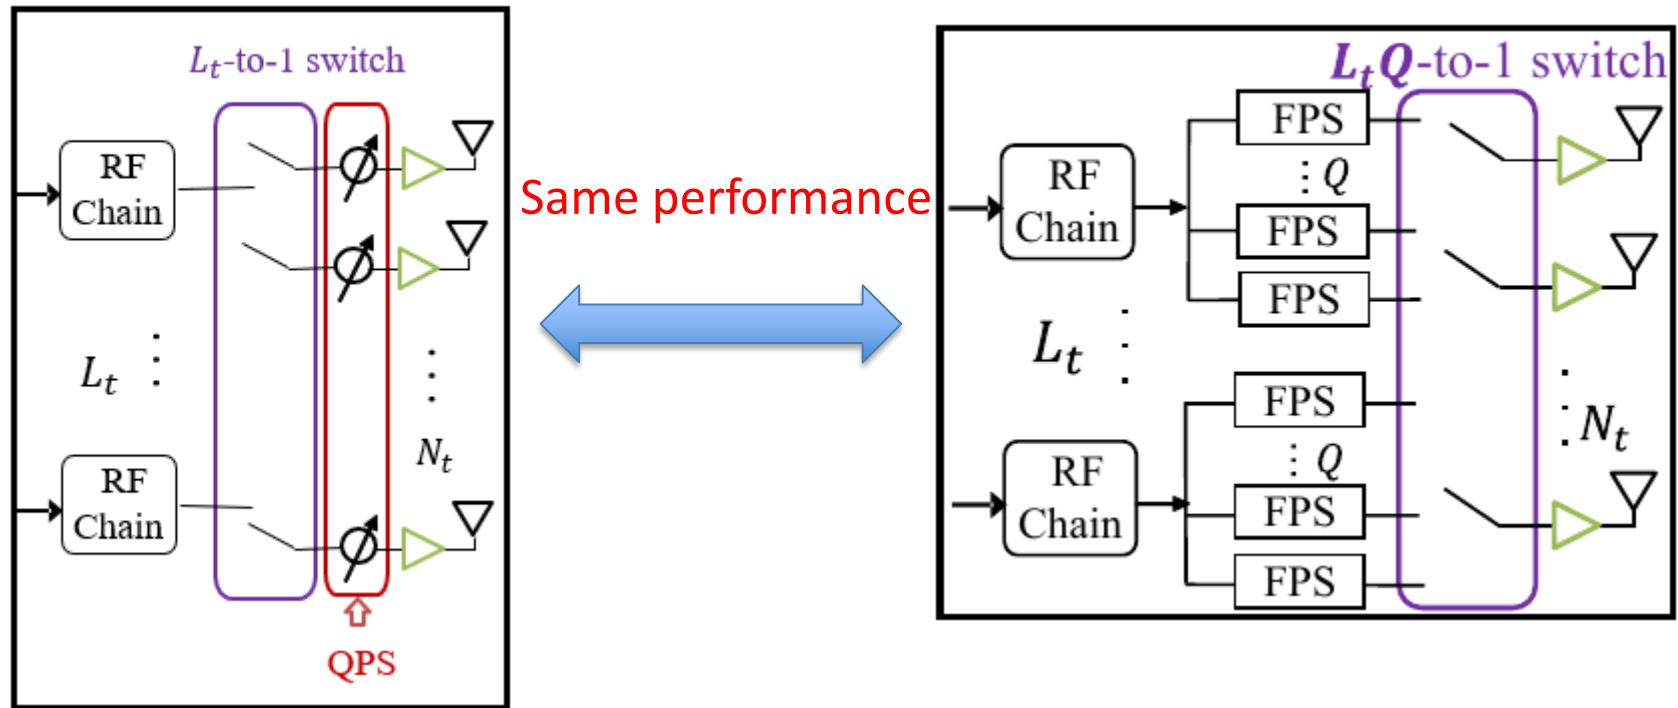 L_t-to-1 switch
RF
Chain
⋮
L_t
⋮
N_t
RF
Chain
QPS
Same performance
L_tQ-to-1 switch
RF
Chain
FPS
⋮ Q
FPS
FPS
L_t
⋮
RF
Chain
FPS
⋮ Q
FPS
FPS
⋮
N_t